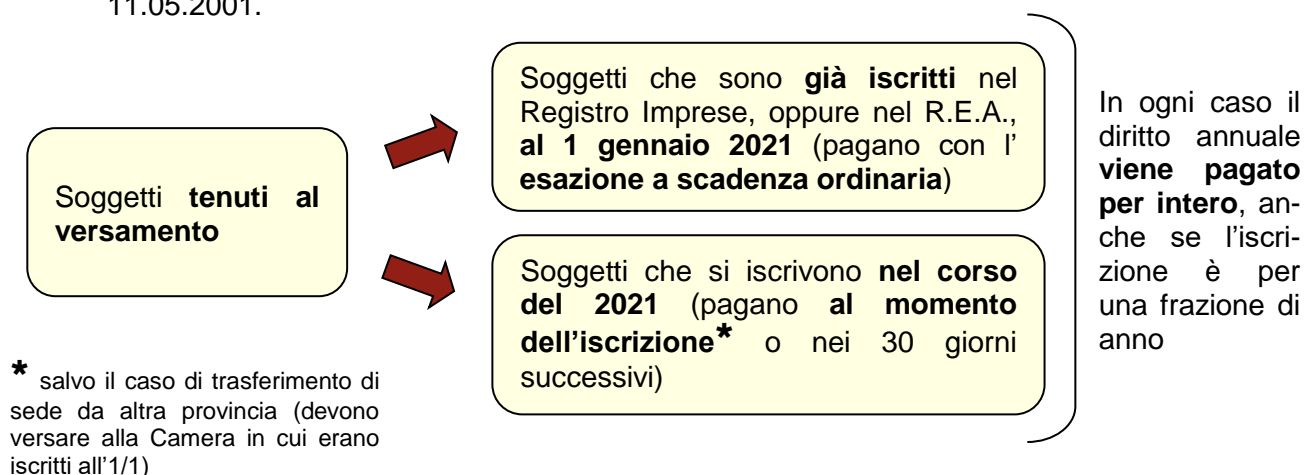 11.05.2001.
Soggetti tenuti al
versamento
Soggetti che sono già iscritti nel
Registro Imprese, oppure nel R.E.A.,
al 1 gennaio 2021 (pagano con l’
esazione a scadenza ordinaria)
Soggetti che si iscrivono nel corso
del 2021 (pagano al momento
dell’iscrizione* o nei 30 giorni
successivi)
In ogni caso il
diritto annuale
viene pagato
per intero, an-
che se l’iscri-
zione è per
una frazione di
anno
* salvo il caso di trasferimento di
sede da altra provincia (devono
versare alla Camera in cui erano
iscritti all’1/1)